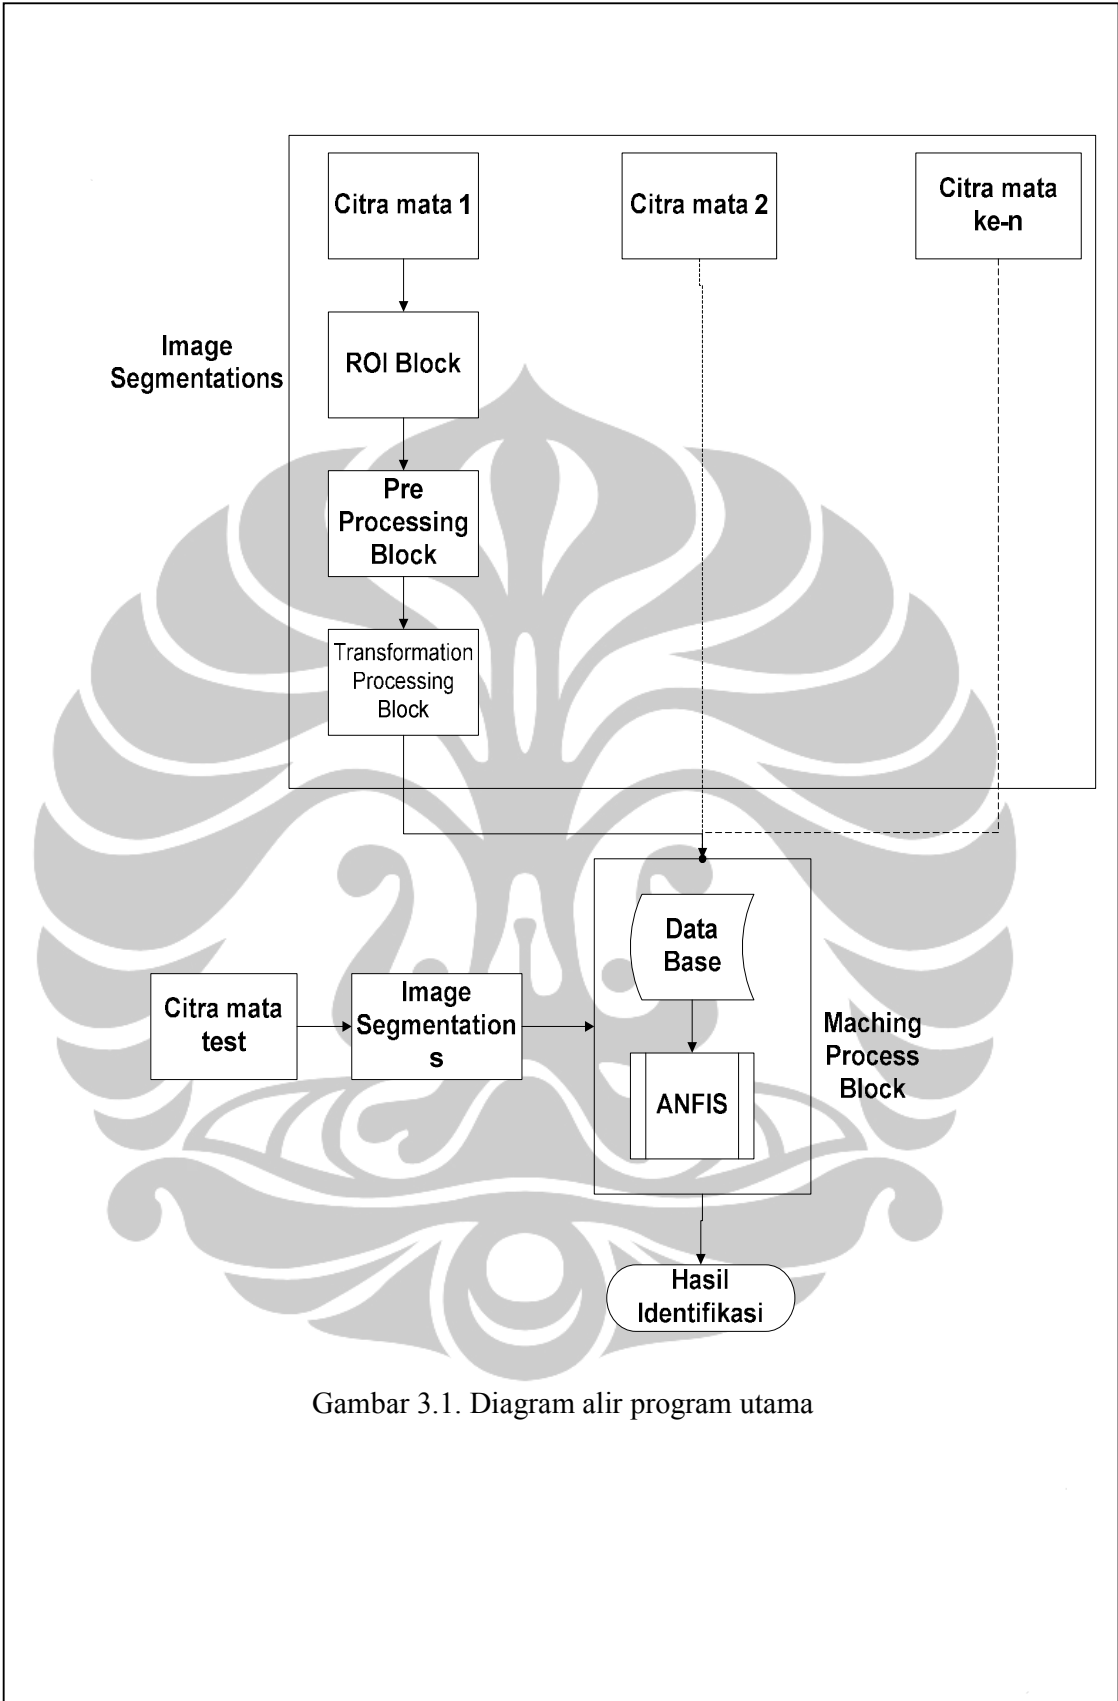 Citra mata 1
Citra mata 2
Citra mata
ke-n
Image
Segmentations
ROI Block
Pre
Processing
Block
Transformation
Processing
Block
Data
Base
Citra mata
test
Image
Segmentation
s
Maching
Process
Block
ANFIS
Hasil
Identifikasi
Gambar 3.1. Diagram alir program utama